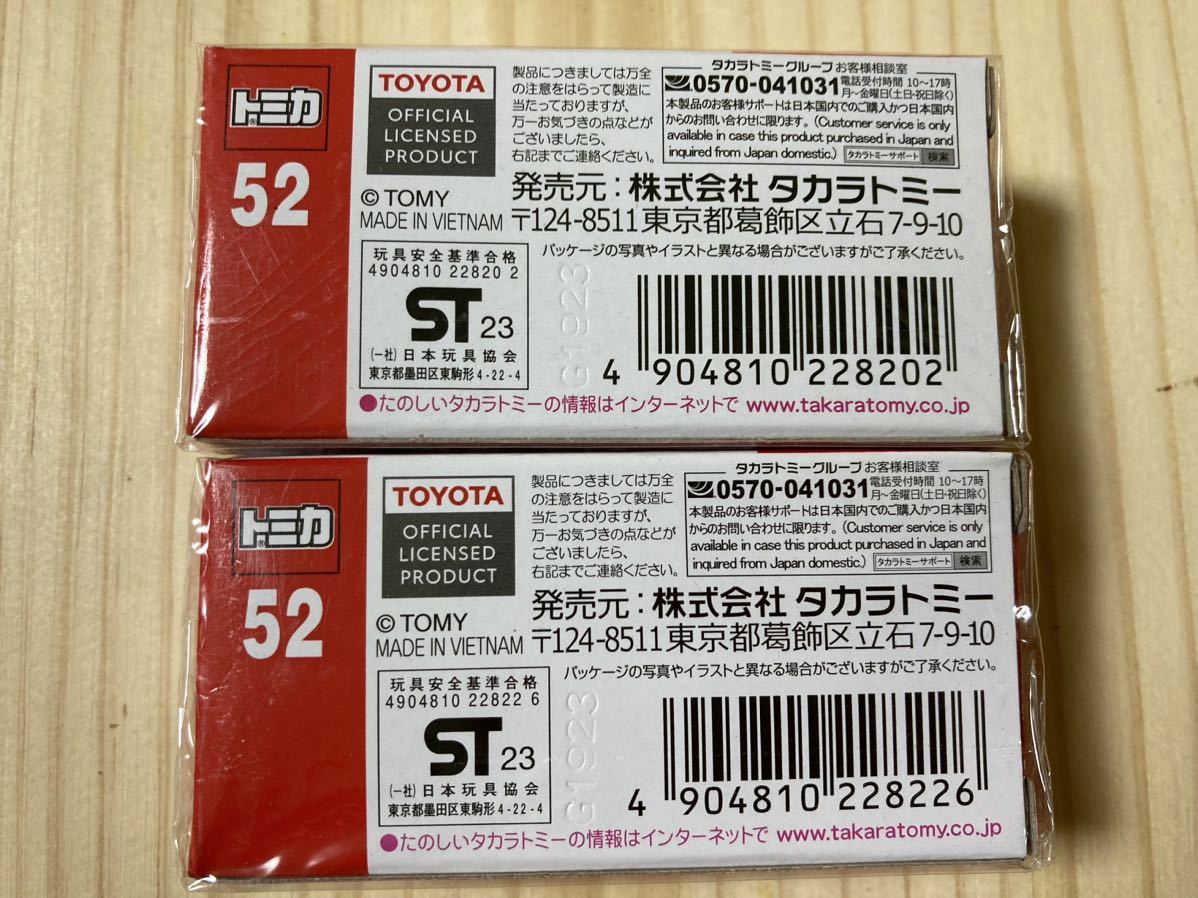 トミカ®
52
TOYOTA
OFFICIAL
LICENSED
PRODUCT
© TOMY
MADE IN VIETNAM
製品につきましては万全
の注意をはらって製造に
当たっておりますが、
万一お気づきの点などが
ございましたら、
右記までご連絡ください。
タカラトミーグループ お客様相談室
0570-041031 電話受付時間 10〜17時
月〜金曜日(土日・祝日除く)
本製品のお客様サポートは日本国内でのご購入かつ日本国内
からのお問い合わせに限ります。(Customer service is only
available in case this product purchased in Japan and
inquired from Japan domestic.) タカラトミーサポート 検索
発売元:株式会社 タカラトミー
〒124-8511 東京都葛飾区立石 7-9-10
パッケージの写真やイラストと異なる場合がございますがご了承ください。
玩具安全基準合格
4904810 22820 2
ST 23
(一社)日本玩具協会
東京都墨田区東駒形 4-22-4
G1923
4 904810 228202
●たのしいタカラトミーの情報はインターネットで www.takaratomy.co.jp
トミカ®
52
TOYOTA
OFFICIAL
LICENSED
PRODUCT
© TOMY
MADE IN VIETNAM
製品につきましては万全
の注意をはらって製造に
当たっておりますが、
万一お気づきの点などが
ございましたら、
右記までご連絡ください。
タカラトミーグループ お客様相談室
0570-041031 電話受付時間 10〜17時
月〜金曜日(土日・祝日除く)
本製品のお客様サポートは日本国内でのご購入かつ日本国内
からのお問い合わせに限ります。(Customer service is only
available in case this product purchased in Japan and
inquired from Japan domestic.) タカラトミーサポート 検索
発売元:株式会社 タカラトミー
〒124-8511 東京都葛飾区立石 7-9-10
パッケージの写真やイラストと異なる場合がございますがご了承ください。
玩具安全基準合格
4904810 22822 6
ST 23
(一社)日本玩具協会
東京都墨田区東駒形 4-22-4
G1923
4 904810 228226
●たのしいタカラトミーの情報はインターネットで www.takaratomy.co.jp